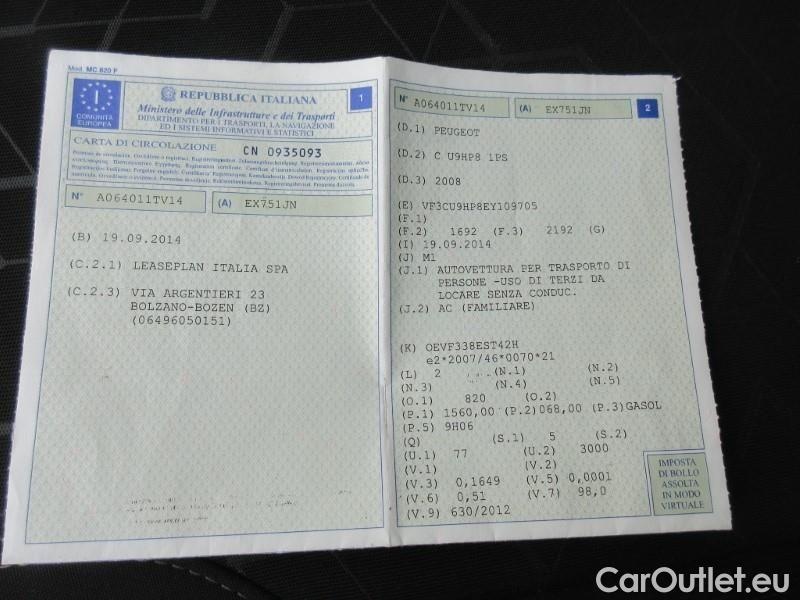 Mod. MC 820 F
1
REPUBBLICA ITALIANA
Ministero delle Infrastrutture e dei Trasporti
DIPARTIMENTO PER I TRASPORTI, LA NAVIGAZIONE
ED I SISTEMI INFORMATIVI E STATISTICI
I
COMUNITÀ
EUROPEA
CARTA DI CIRCOLAZIONE CN 0935093
N° A064011TV14 (A) EX751JN
(B) 19.09.2014
(C.2.1) LEASEPLAN ITALIA SPA
(C.2.3) VIA ARGENTIERI 23
BOLZANO-BOZEN (BZ)
(06496050151)
N° A064011TV14 (A) EX751JN 2
(D.1) PEUGEOT
(D.2) C U9HP8 1PS
(D.3) 2008
(E) VF3CU9HP8EY109705
(F.1)
(F.2) 1692 (F.3) 2192 (G)
(I) 19.09.2014
(J) M1
(J.1) AUTOVETTURA PER TRASPORTO DI
PERSONE -USO DI TERZI DA
LOCARE SENZA CONDUC.
(J.2) AC (FAMILIARE)
(K) OEVF338EST42H
e2*2007/46*0070*21
(L) 2 (N.1) (N.2)
(N.3) (N.4) (N.5)
(O.1) 820 (O.2)
(P.1) 1560,00 (P.2)068,00 (P.3)GASOL
(P.5) 9H06
(Q) (S.1) 5 (S.2)
(U.1) 77 (U.2) 3000
(V.1) (V.2)
(V.3) 0,1649 (V.5) 0,0001
(V.6) 0,51 (V.7) 98,0
(V.9) 630/2012
IMPOSTA
DI BOLLO
ASSOLTA
IN MODO
VIRTUALE
CarOutlet.eu